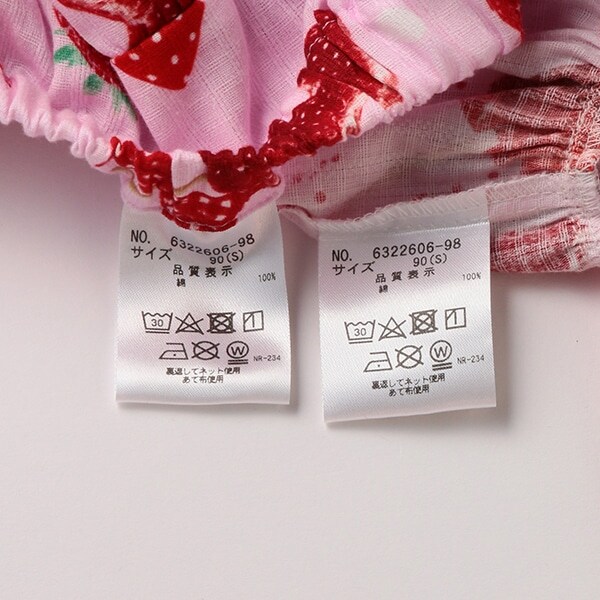 NO. 6322606-98
サイズ 90(S)
品質表示
綿 100%
30
W
NR-234
裏返してネット使用
あて布使用
NO. 6322606-98
サイズ 90(S)
品質表示
綿 100%
30
W
NR-234
裏返してネット使用
あて布使用